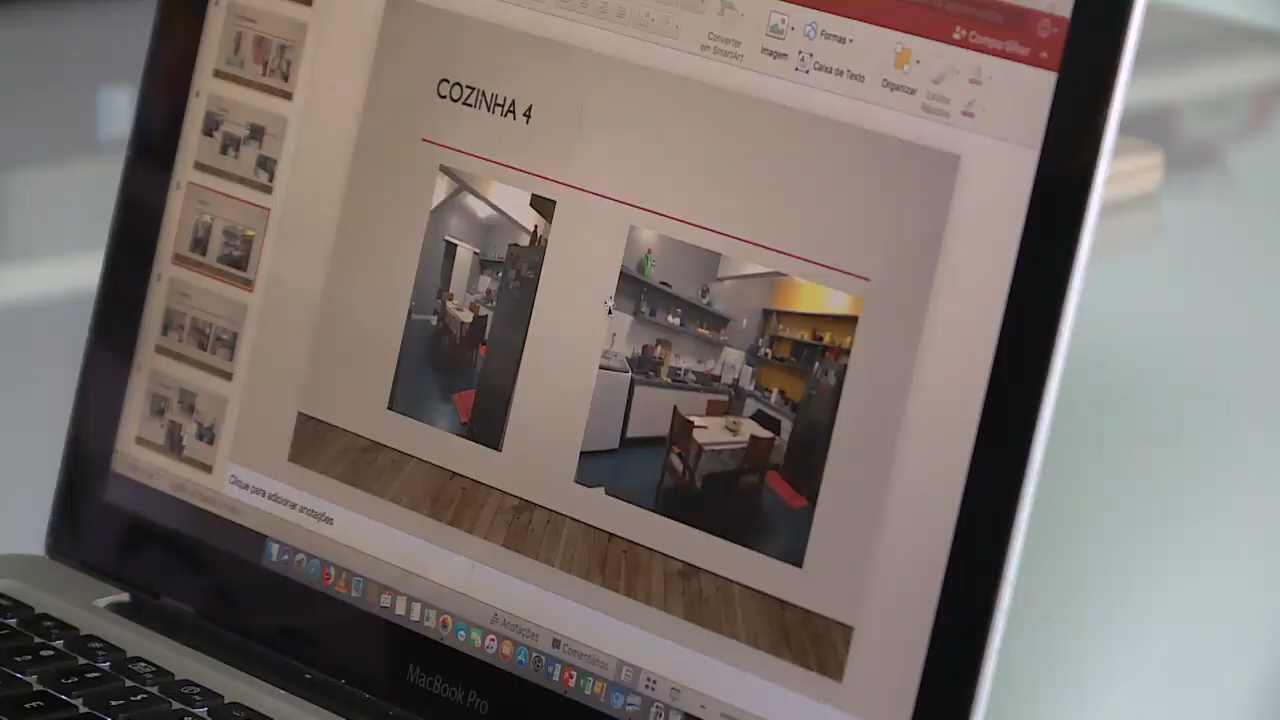 Compartilhar
Converter
em SmartArt
Imagem
Formas
Caixa de Texto
Organizar
COZINHA 4
Clique para adicionar anotações
Anotações
Comentários
MacBook Pro